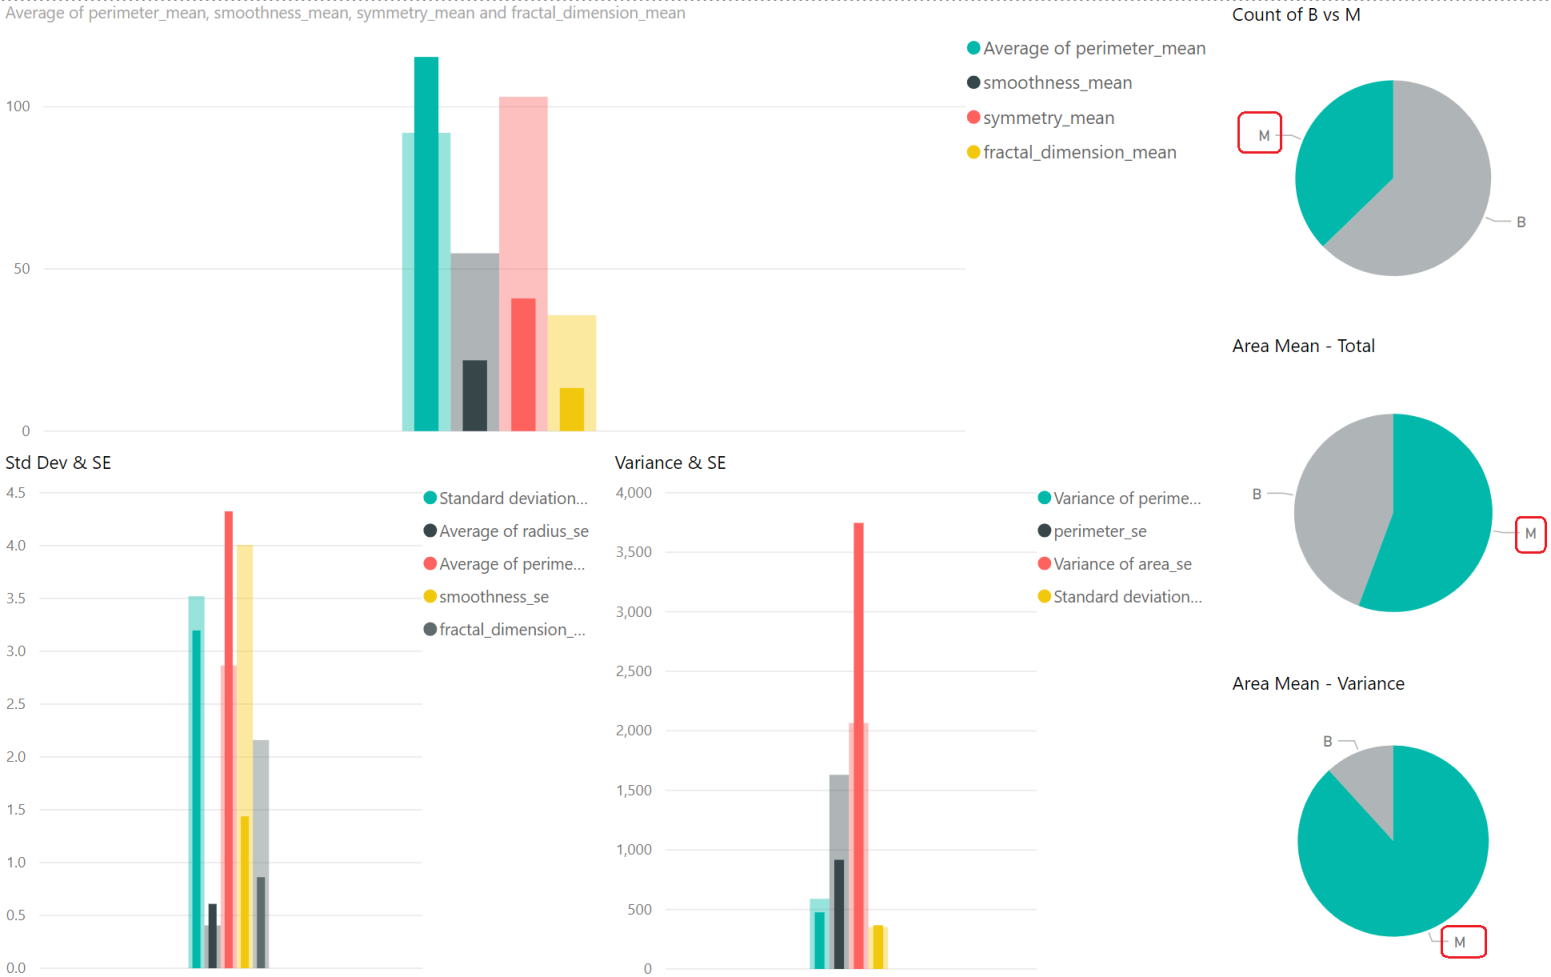 Average of perimeter_mean, smoothness_mean, symmetry_mean and fractal_dimension_mean
100
50
0
Average of perimeter_mean
smoothness_mean
symmetry_mean
fractal_dimension_mean
Count of B vs M
M
B
Area Mean - Total
B
M
Area Mean - Variance
B
M
Std Dev & SE
4.5
4.0
3.5
3.0
2.5
2.0
1.5
1.0
0.5
0.0
Standard deviation...
Average of radius_se
Average of perime...
smoothness_se
fractal_dimension_...
Variance & SE
4,000
3,500
3,000
2,500
2,000
1,500
1,000
500
0
Variance of perime...
perimeter_se
Variance of area_se
Standard deviation...